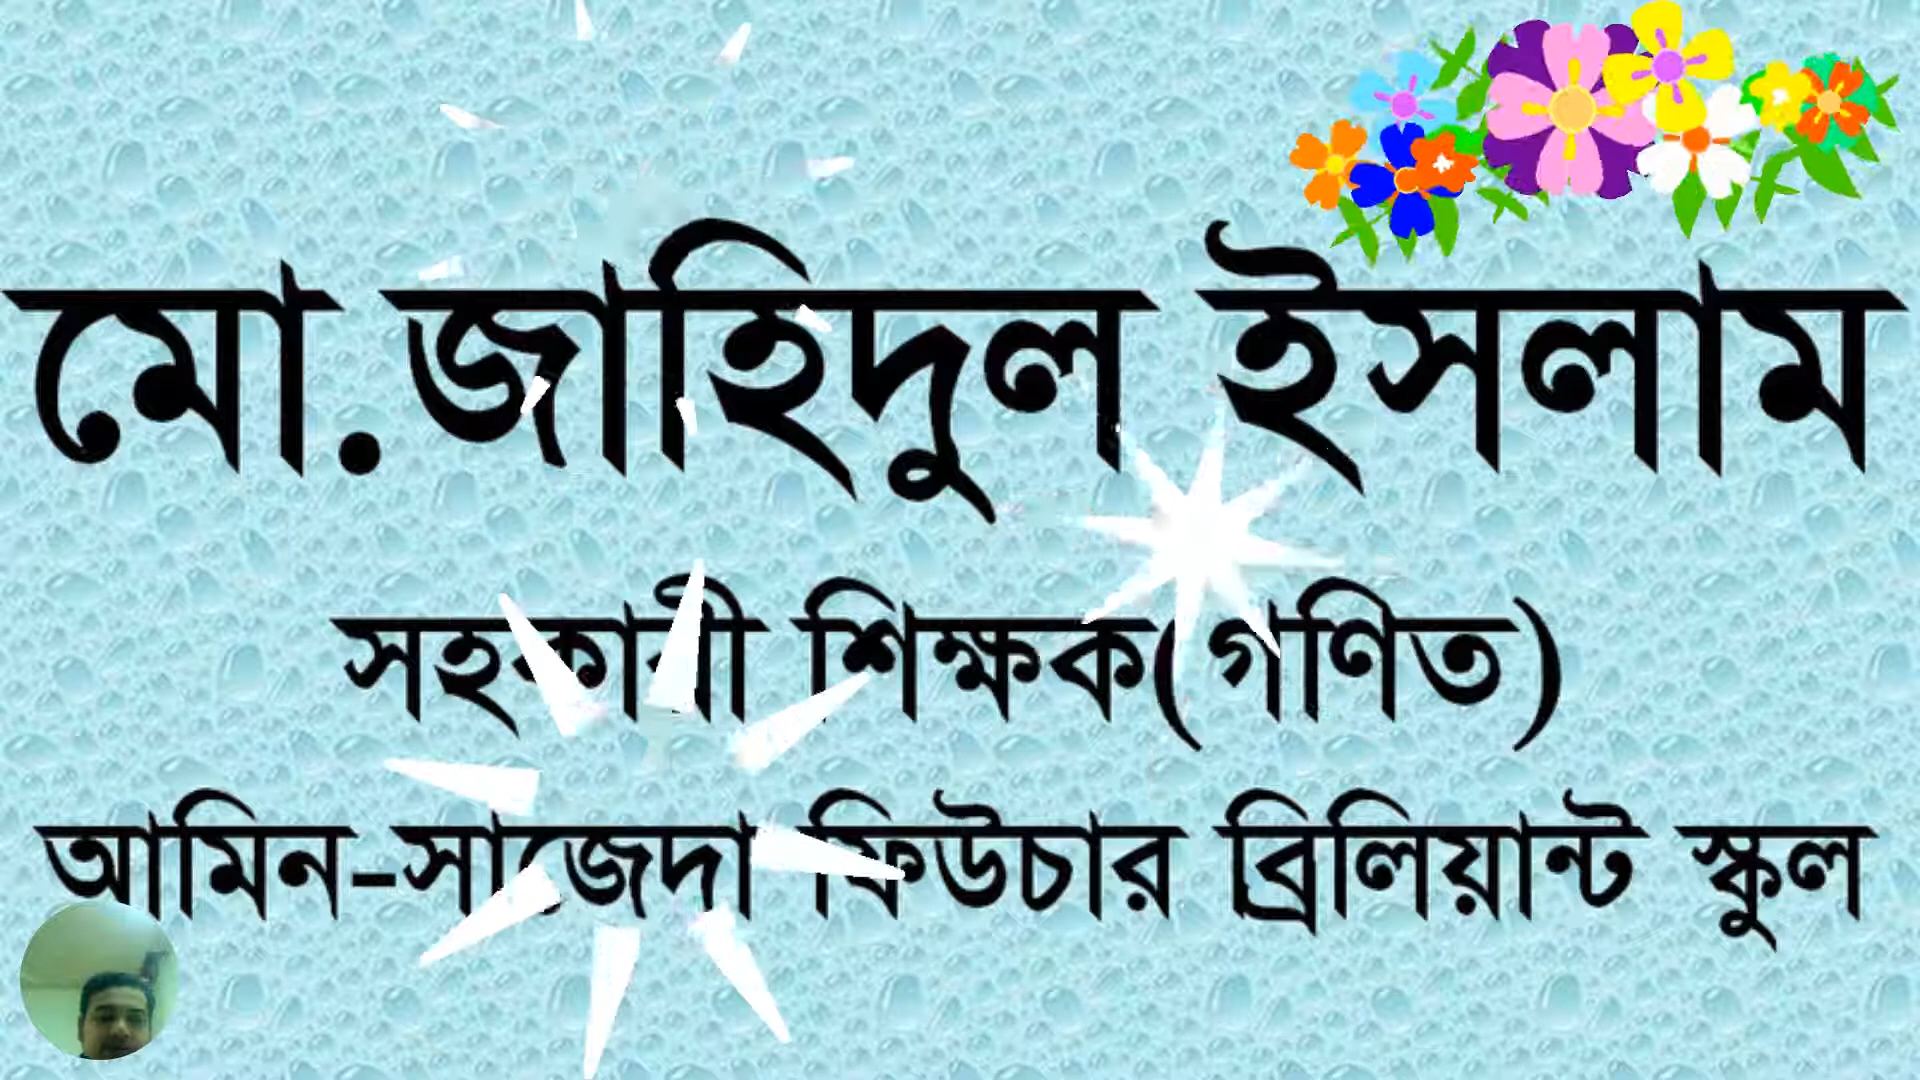 মো.জাহিদুল ইসলাম
সহকারী শিক্ষক(গণিত)
আমিন-সাজেদা ফিউচার ব্রিলিয়ান্ট স্কুল